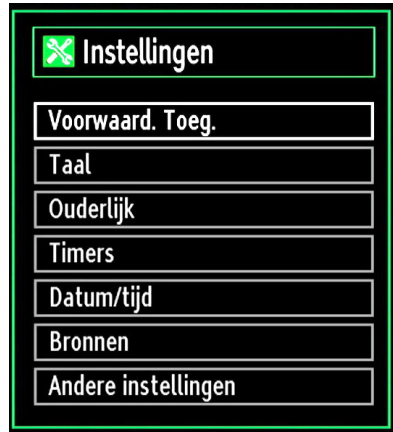 Instellingen
Voorwaard. Toeg.
Taal
Ouderlijk
Timers
Datum/tijd
Bronnen
Andere instellingen